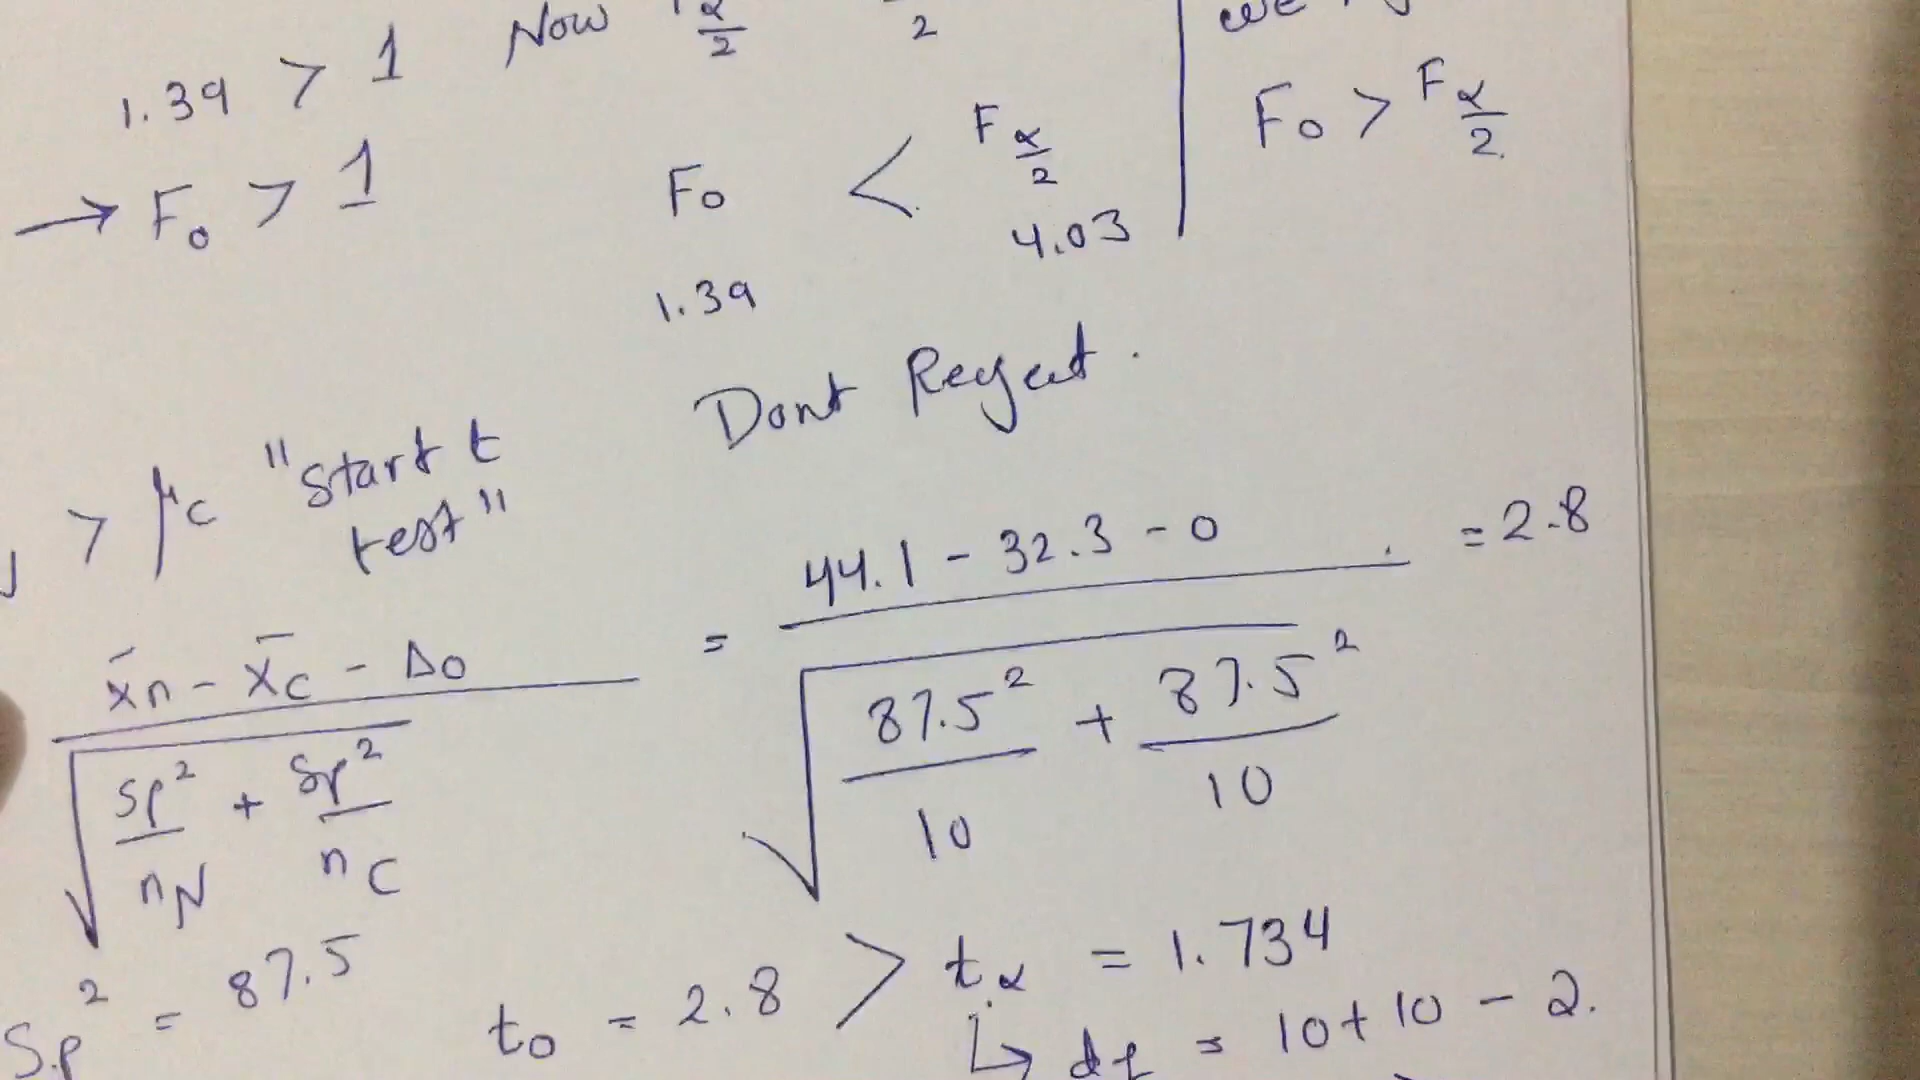 1.39 > 1
Now α/2 2
→ F₀ > 1
F₀ < F α/2
1.39 4.03
F₀ > F α/2
Dont Reject.
> μc "start t
test"
x̄n - x̄c - Δ0 = 44.1 - 32.3 - 0 = 2.8
√ Sp²/nN + Sp²/nC
√ 87.5²/10 + 87.5²/10
Sp² = 87.5
t₀ = 2.8 > tα = 1.734
↳ df = 10+10 - 2.